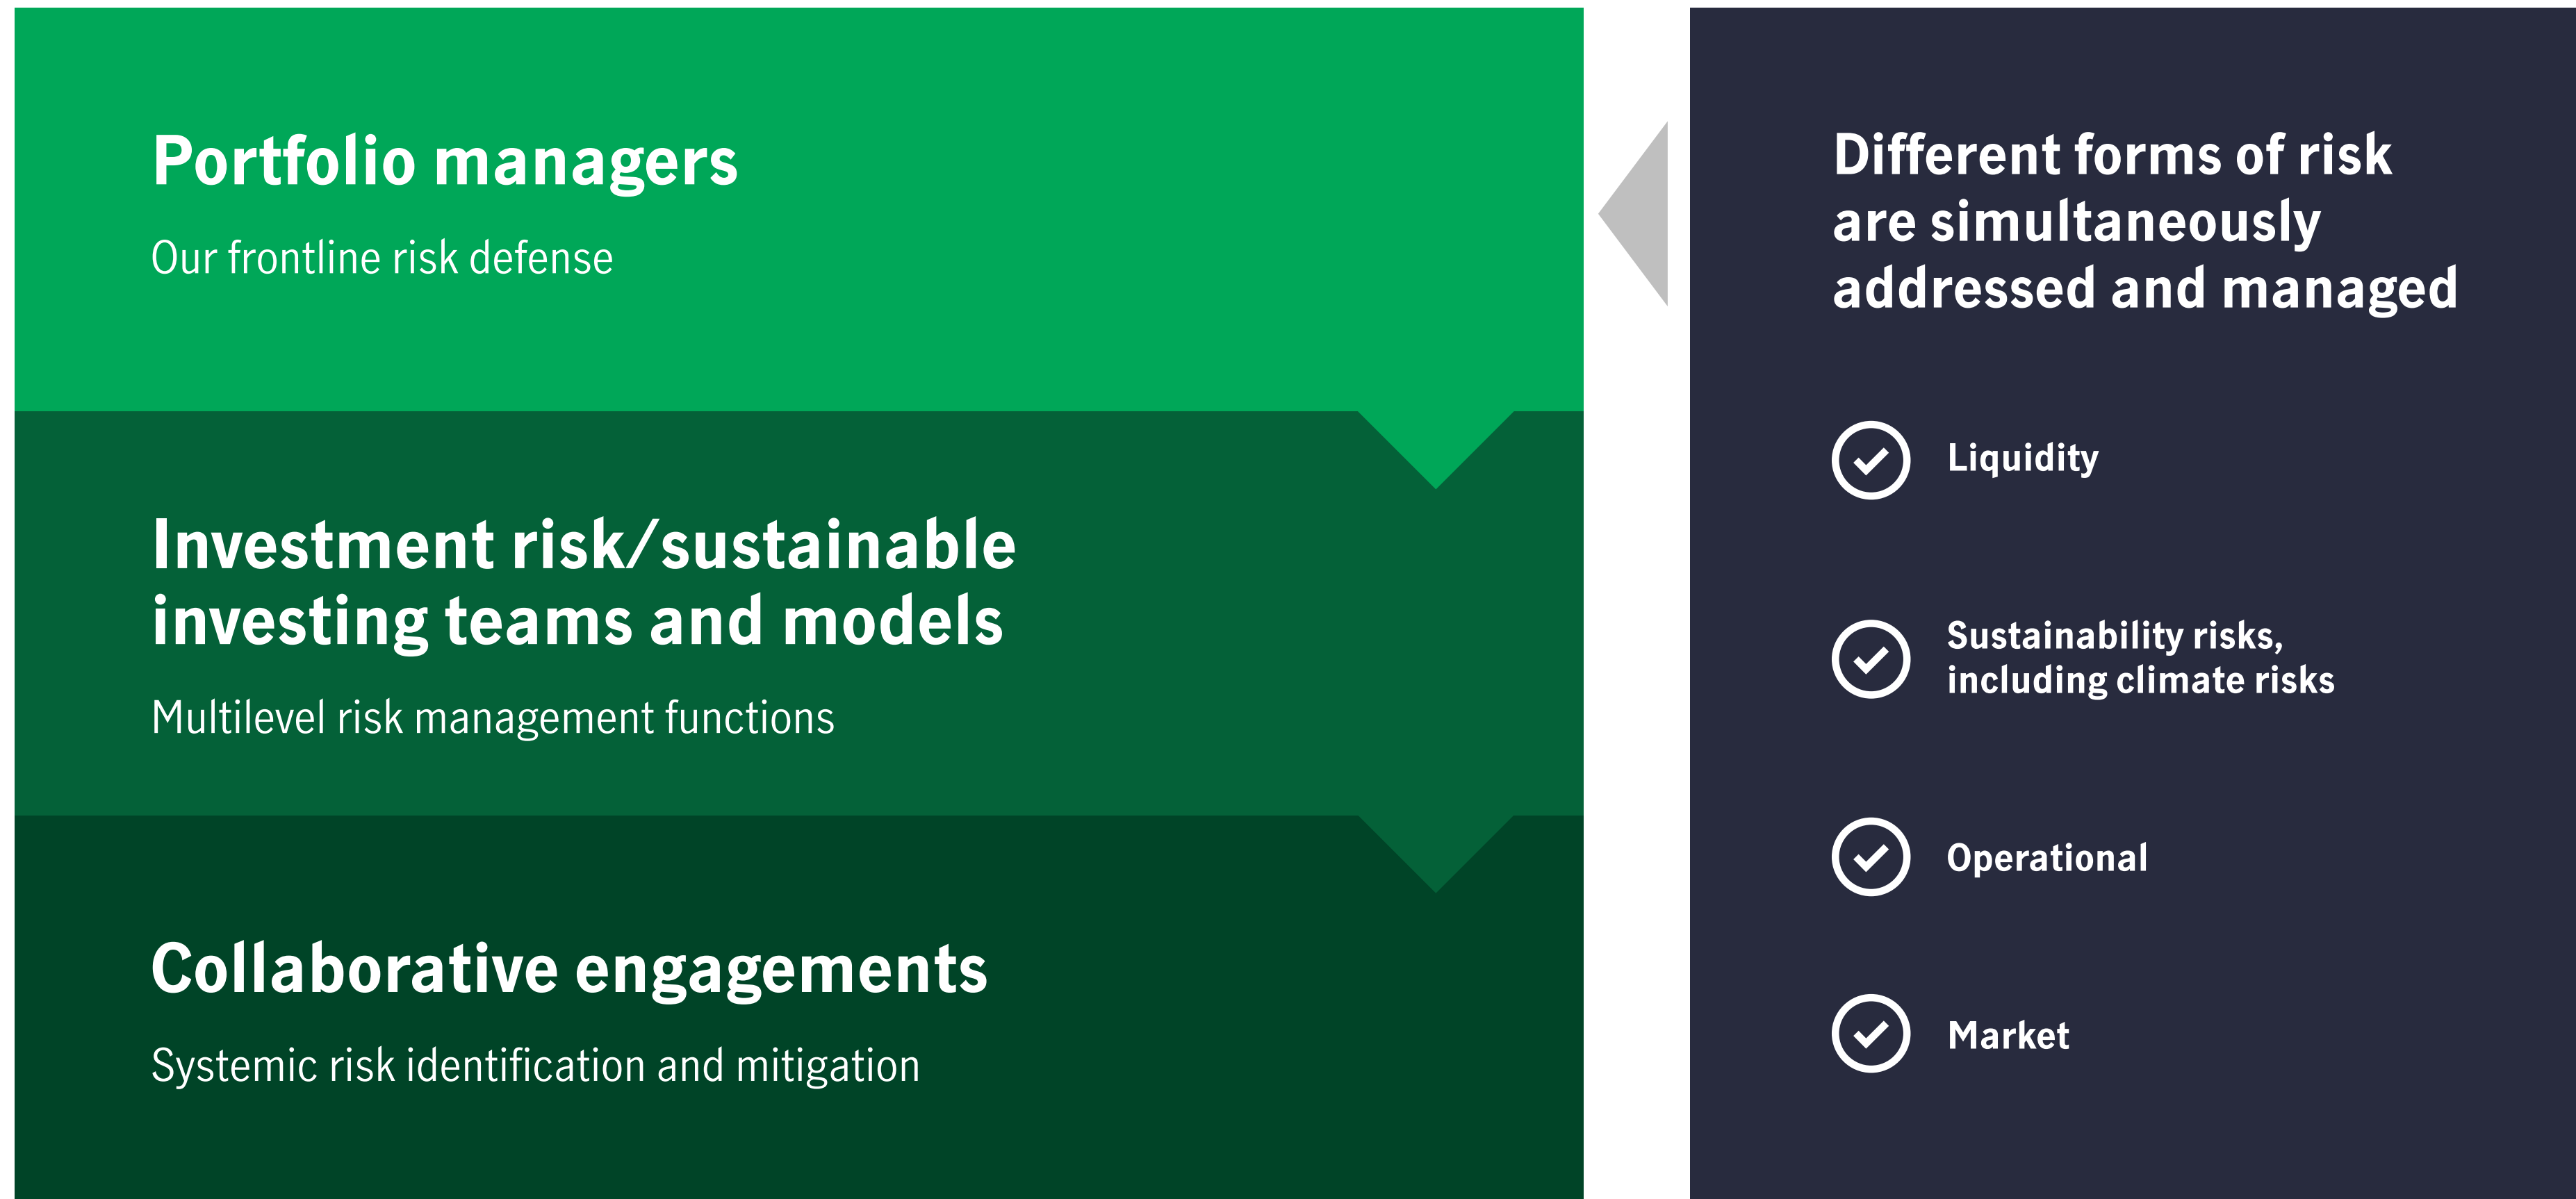 Portfolio managers
Our frontline risk defense
Investment risk/sustainable
investing teams and models
Multilevel risk management functions
Collaborative engagements
Systemic risk identification and mitigation
Different forms of risk
are simultaneously
addressed and managed
Liquidity
Sustainability risks,
including climate risks
Operational
Market